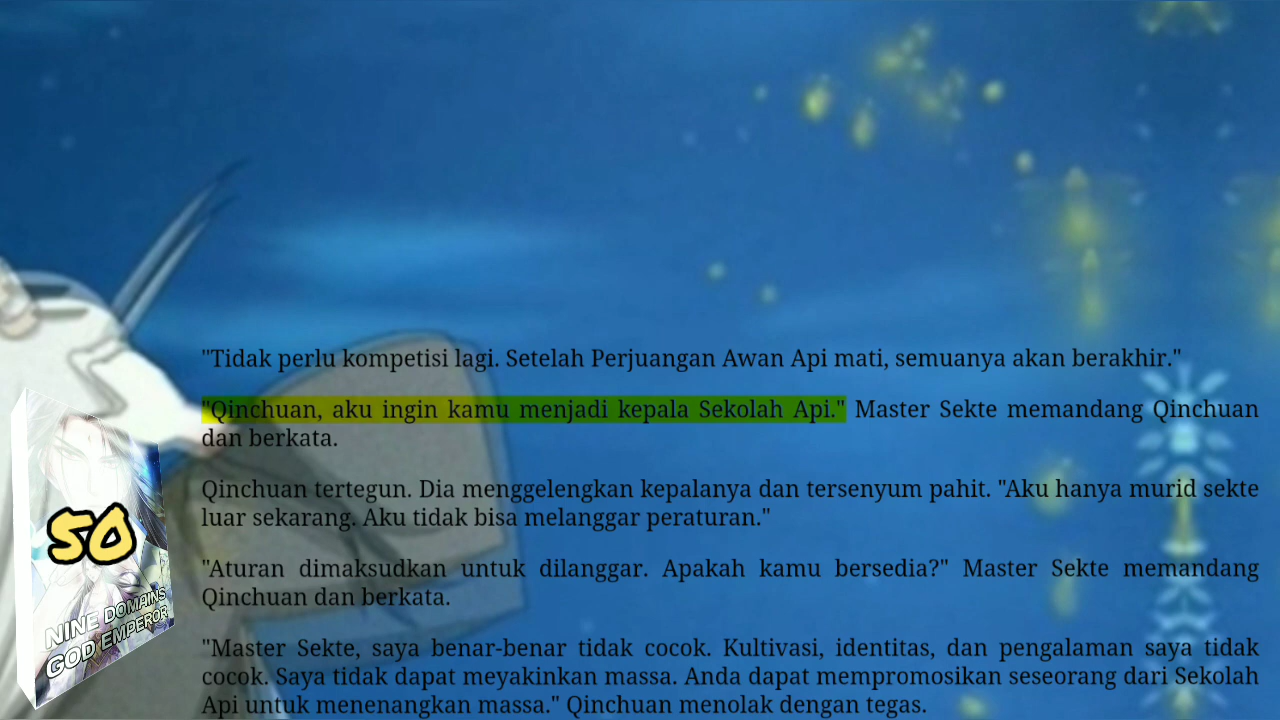 "Tidak perlu kompetisi lagi. Setelah Perjuangan Awan Api mati, semuanya akan berakhir."
"Qinchuan, aku ingin kamu menjadi kepala Sekolah Api." Master Sekte memandang Qinchuan
dan berkata.
Qinchuan tertegun. Dia menggelengkan kepalanya dan tersenyum pahit. "Aku hanya murid sekte
luar sekarang. Aku tidak bisa melanggar peraturan."
"Aturan dimaksudkan untuk dilanggar. Apakah kamu bersedia?" Master Sekte memandang
Qinchuan dan berkata.
"Master Sekte, saya benar-benar tidak cocok. Kultivasi, identitas, dan pengalaman saya tidak
cocok. Saya tidak dapat meyakinkan massa. Anda dapat mempromosikan seseorang dari Sekolah
Api untuk menenangkan massa." Qinchuan menolak dengan tegas.
50
NINE DOMAINS
GOD EMPEROR